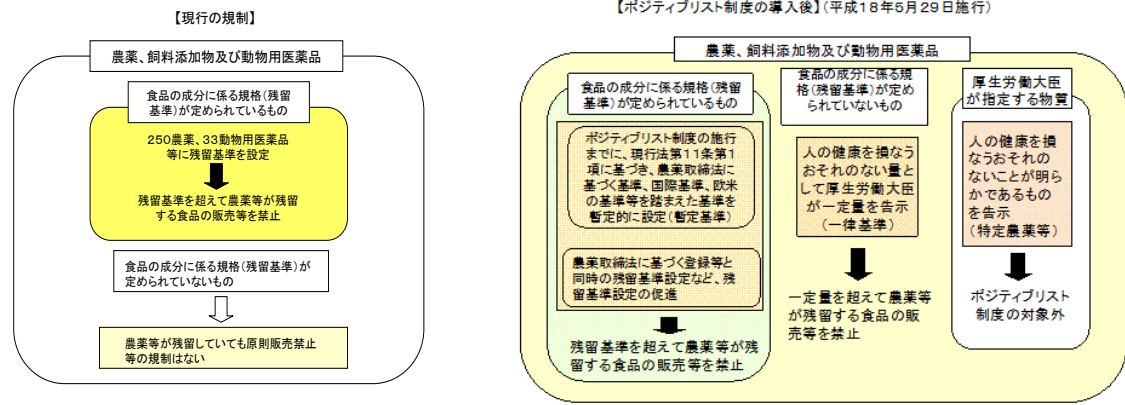 【現行の規制】
農薬、飼料添加物及び動物用医薬品
食品の成分に係る規格(残留
基準)が定められているもの
250農薬、33動物用医薬品
等に残留基準を設定
残留基準を超えて農薬等が残留
する食品の販売等を禁止
食品の成分に係る規格(残留基準)が
定められていないもの
農薬等が残留していても原則販売禁止
等の規制はない
【ポジティブリスト制度の導入後】(平成18年5月29日施行)
農薬、飼料添加物及び動物用医薬品
食品の成分に係る規格(残留
基準)が定められているもの
ポジティブリスト制度の施行
までに、現行法第11条第1
項に基づき、農薬取締法に
基づく基準、国際基準、欧米
の基準等を踏まえた基準を
暫定的に設定(暫定基準)
農薬取締法に基づく登録等と
同時の残留基準設定など、残
留基準設定の促進
残留基準を超えて農薬等が残
留する食品の販売等を禁止
食品の成分に係る規
格(残留基準)が定め
られていないもの
人の健康を損なう
おそれのない量と
して厚生労働大臣
が一定量を告示
(一律基準)
一定量を超えて農薬等
が残留する食品の販
売等を禁止
厚生労働大臣
が指定する物質
人の健康を損
なうおそれの
ないことが明ら
かであるもの
を告示
(特定農薬等)
ポジティブリスト
制度の対象外